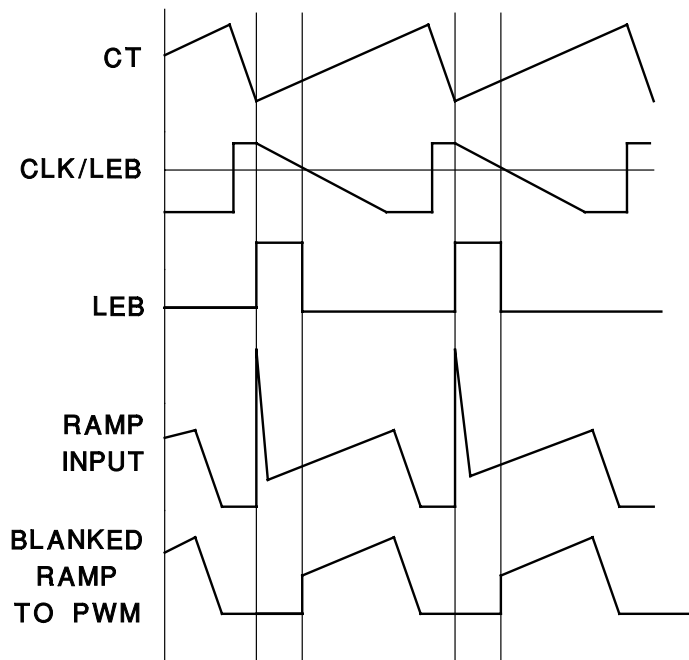 CT
CLK/LEB
LEB
RAMP
INPUT
BLANKED
RAMP
TO PWM